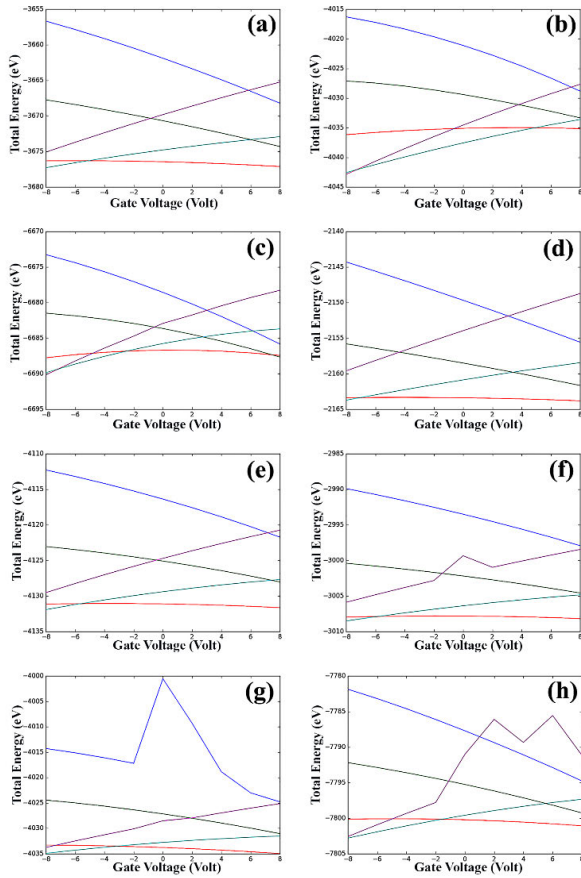 (a)
Total Energy (eV)
−3655
−3660
−3665
−3670
−3675
−3680
−8 −6 −4 −2 0 2 4 6 8
Gate Voltage (Volt)
(b)
Total Energy (eV)
−4015
−4020
−4025
−4030
−4035
−4040
−4045
−8 −6 −4 −2 0 2 4 6 8
Gate Voltage (Volt)
(c)
Total Energy (eV)
−6670
−6675
−6680
−6685
−6690
−6695
−8 −6 −4 −2 0 2 4 6 8
Gate Voltage (Volt)
(d)
Total Energy (eV)
−2140
−2145
−2150
−2155
−2160
−2165
−8 −6 −4 −2 0 2 4 6 8
Gate Voltage (Volt)
(e)
Total Energy (eV)
−4110
−4115
−4120
−4125
−4130
−4135
−8 −6 −4 −2 0 2 4 6 8
Gate Voltage (Volt)
(f)
Total Energy (eV)
−2985
−2990
−2995
−3000
−3005
−3010
−8 −6 −4 −2 0 2 4 6 8
Gate Voltage (Volt)
(g)
Total Energy (eV)
−4000
−4005
−4010
−4015
−4020
−4025
−4030
−4035
−8 −6 −4 −2 0 2 4 6 8
Gate Voltage (Volt)
(h)
Total Energy (eV)
−7780
−7785
−7790
−7795
−7800
−7805
−8 −6 −4 −2 0 2 4 6 8
Gate Voltage (Volt)